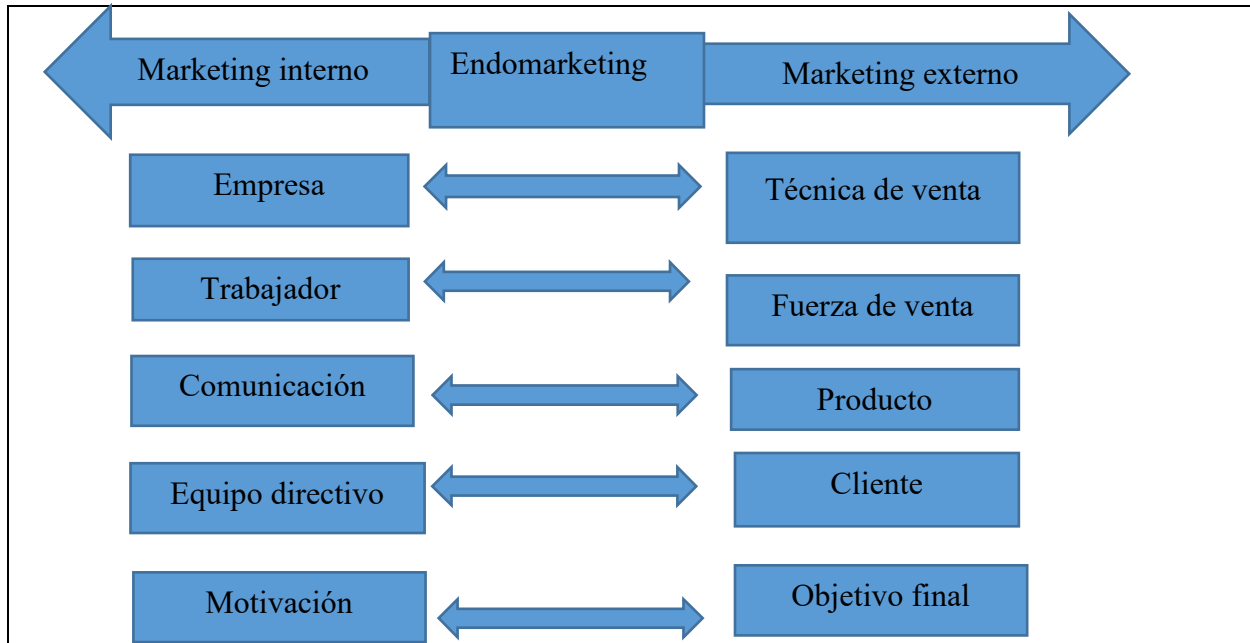 Marketing interno
Endomarketing
Marketing externo
Empresa
Técnica de venta
Trabajador
Fuerza de venta
Comunicación
Producto
Equipo directivo
Cliente
Motivación
Objetivo final